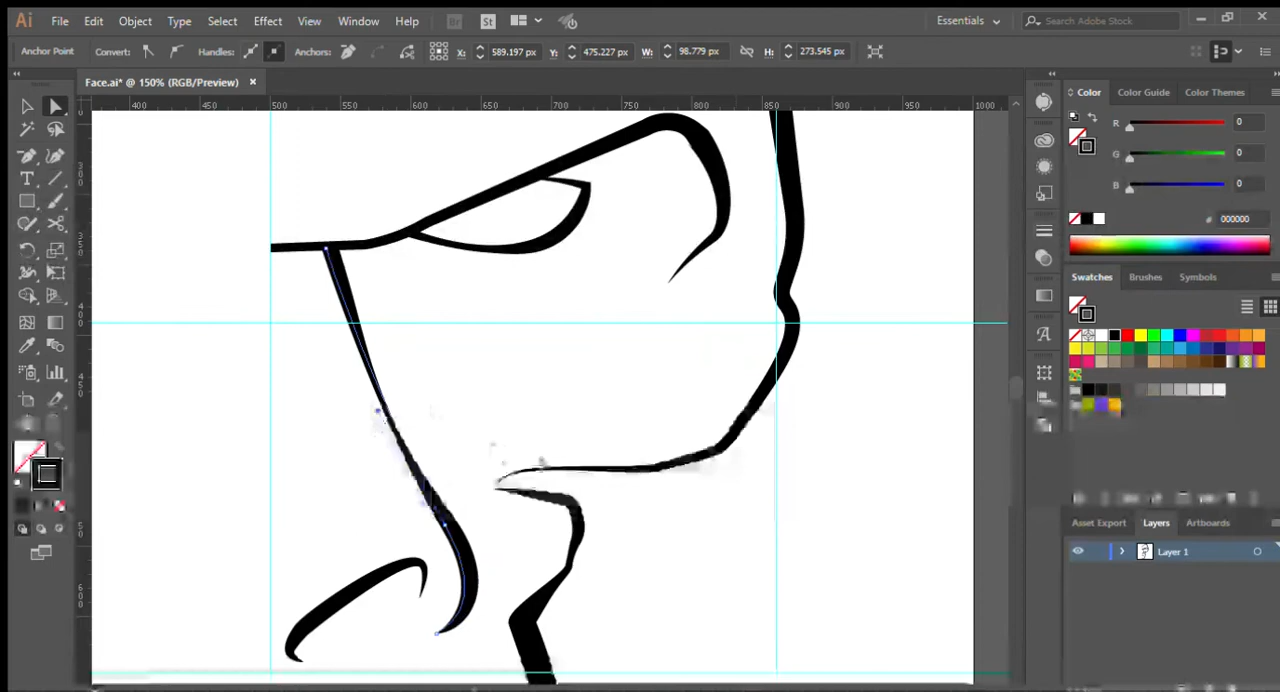 Ai File Edit Object Type Select Effect View Window Help Br St Essentials Search Adobe Stock
Anchor Point Convert: Handles: Anchors: X: 589.197 px Y: 475.227 px W: 98.779 px H: 273.545 px
Face.ai* @ 150% (RGB/Preview) ×
400 450 500 550 600 650 700 750 800 850 900 950 1000
Color Color Guide Color Themes
R 0
G 0
B 0
# 000000
Swatches Brushes Symbols
Asset Export Layers Artboards
Layer 1